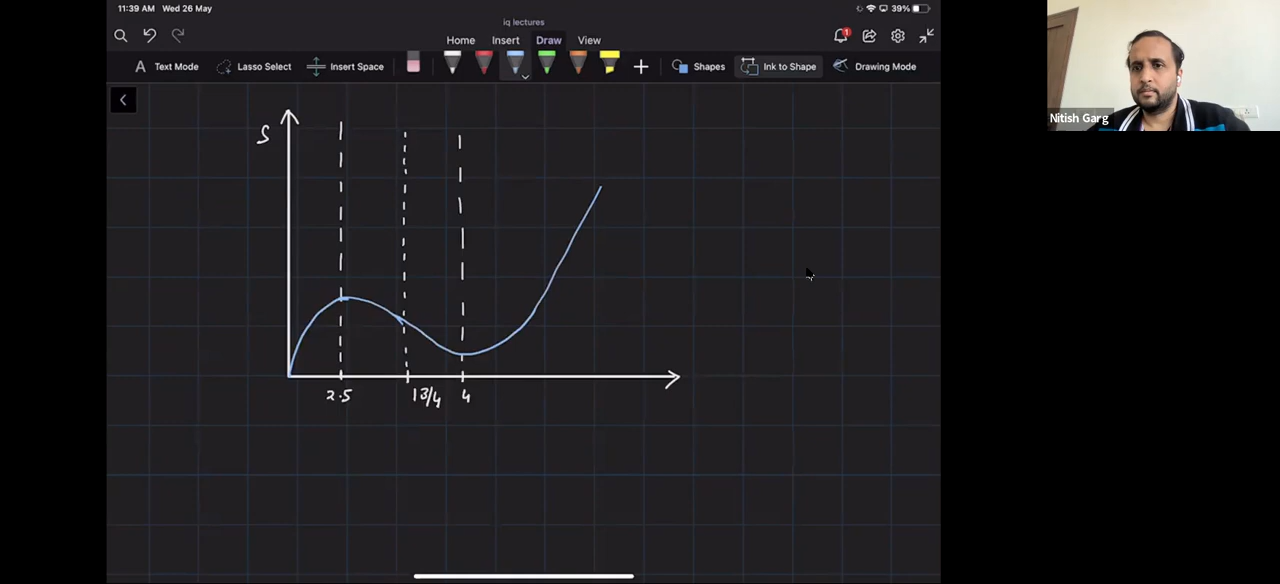 11:39 AM Wed 26 May
39%
iq lectures
Home Insert Draw View
1
Text Mode Lasso Select Insert Space Shapes Ink to Shape Drawing Mode
Nitish Garg
S
2.5 13/4 4